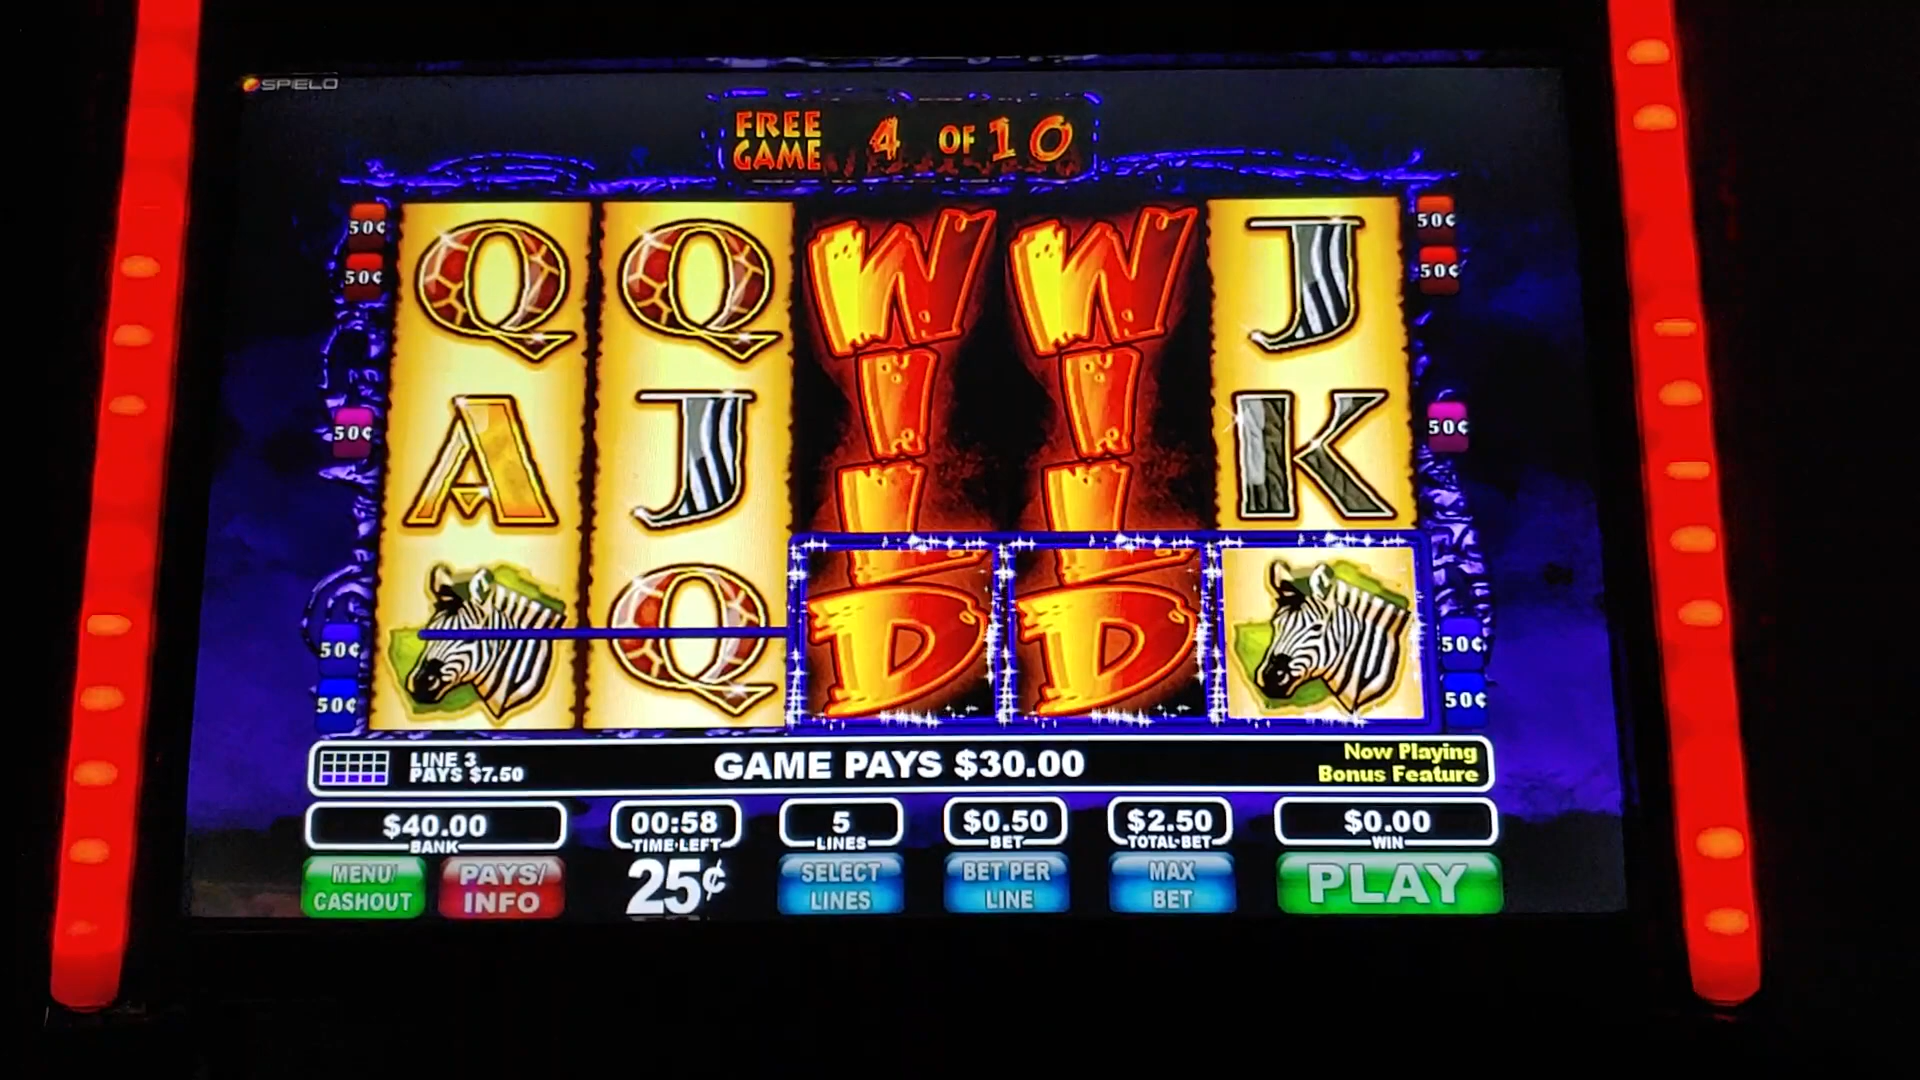 SPIELO
FREE GAME 4 OF 10
50¢ 50¢
50¢ 50¢
Q Q W W J
I I
50¢ A J K 50¢
L L
50¢ Q D D 50¢
50¢ 50¢
LINE 3
PAYS $7.50
GAME PAYS $30.00
Now Playing
Bonus Feature
$40.00 00:58 5 $0.50 $2.50 $0.00
BANK TIME LEFT LINES BET TOTAL BET WIN
MENU/
CASHOUT
PAYS/
INFO
25¢
SELECT
LINES
BET PER
LINE
MAX
BET
PLAY